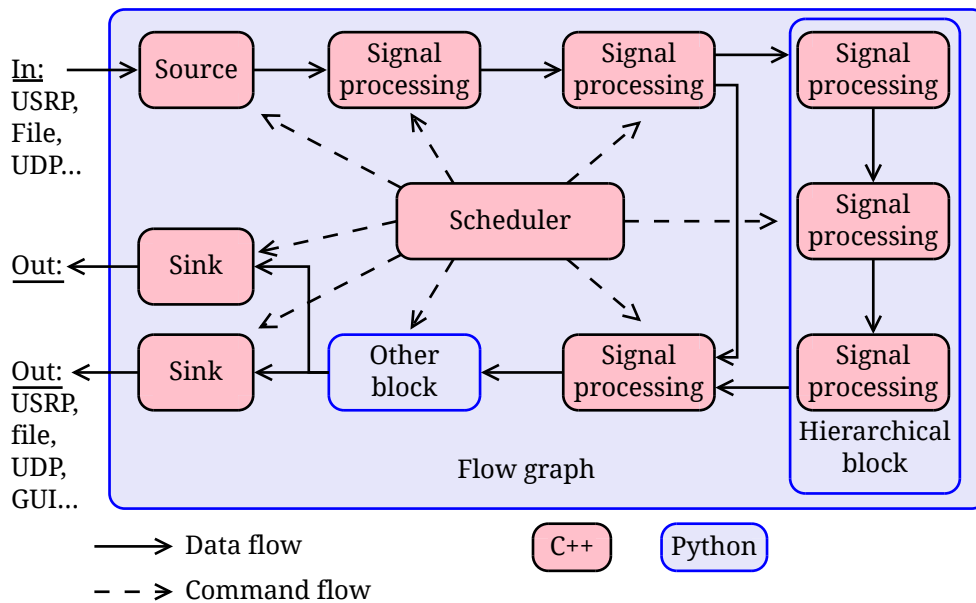 In:
USRP,
File,
UDP...
Source
Signal
processing
Signal
processing
Signal
processing
Scheduler
Signal
processing
Out:
Sink
Out:
USRP,
file,
UDP,
GUI...
Sink
Other
block
Signal
processing
Signal
processing
Hierarchical
block
Flow graph
Data flow
Command flow
C++
Python